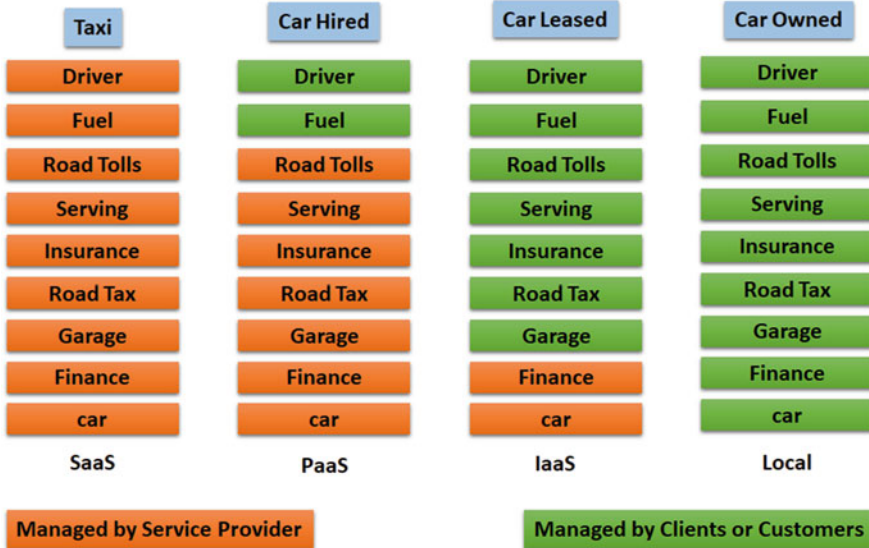 Taxi
Car Hired
Car Leased
Car Owned
Driver
Driver
Driver
Driver
Fuel
Fuel
Fuel
Fuel
Road Tolls
Road Tolls
Road Tolls
Road Tolls
Serving
Serving
Serving
Serving
Insurance
Insurance
Insurance
Insurance
Road Tax
Road Tax
Road Tax
Road Tax
Garage
Garage
Garage
Garage
Finance
Finance
Finance
Finance
car
car
car
car
SaaS
PaaS
IaaS
Local
Managed by Service Provider
Managed by Clients or Customers